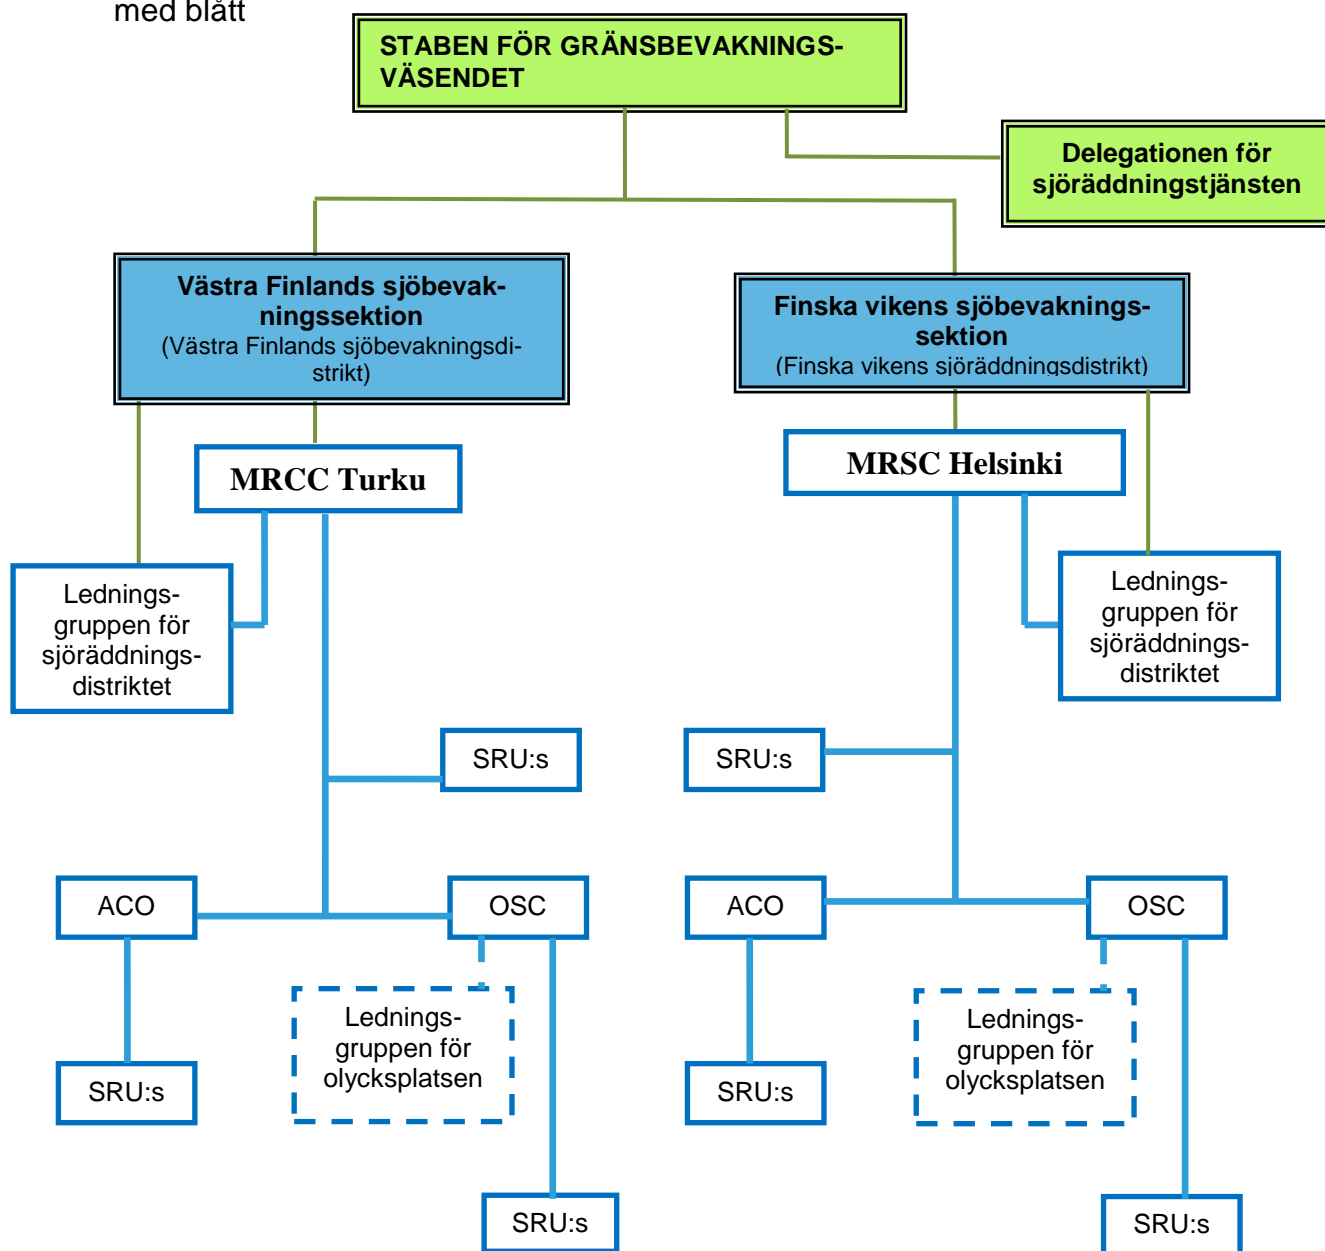 med blått
STABEN FÖR GRÄNSBEVAKNINGS-
VÄSENDET
Delegationen för
sjöräddningstjänsten
Västra Finlands sjöbevak-
ningssektion
(Västra Finlands sjöbevakningsdi-
strikt)
Finska vikens sjöbevaknings-
sektion
(Finska vikens sjöräddningsdistrikt)
MRCC Turku
MRSC Helsinki
Lednings-
gruppen för
sjöräddnings-
distriktet
Lednings-
gruppen för
sjöräddnings-
distriktet
SRU:s
SRU:s
ACO
OSC
ACO
OSC
Lednings-
gruppen för
olycksplatsen
Lednings-
gruppen för
olycksplatsen
SRU:s
SRU:s
SRU:s
SRU:s